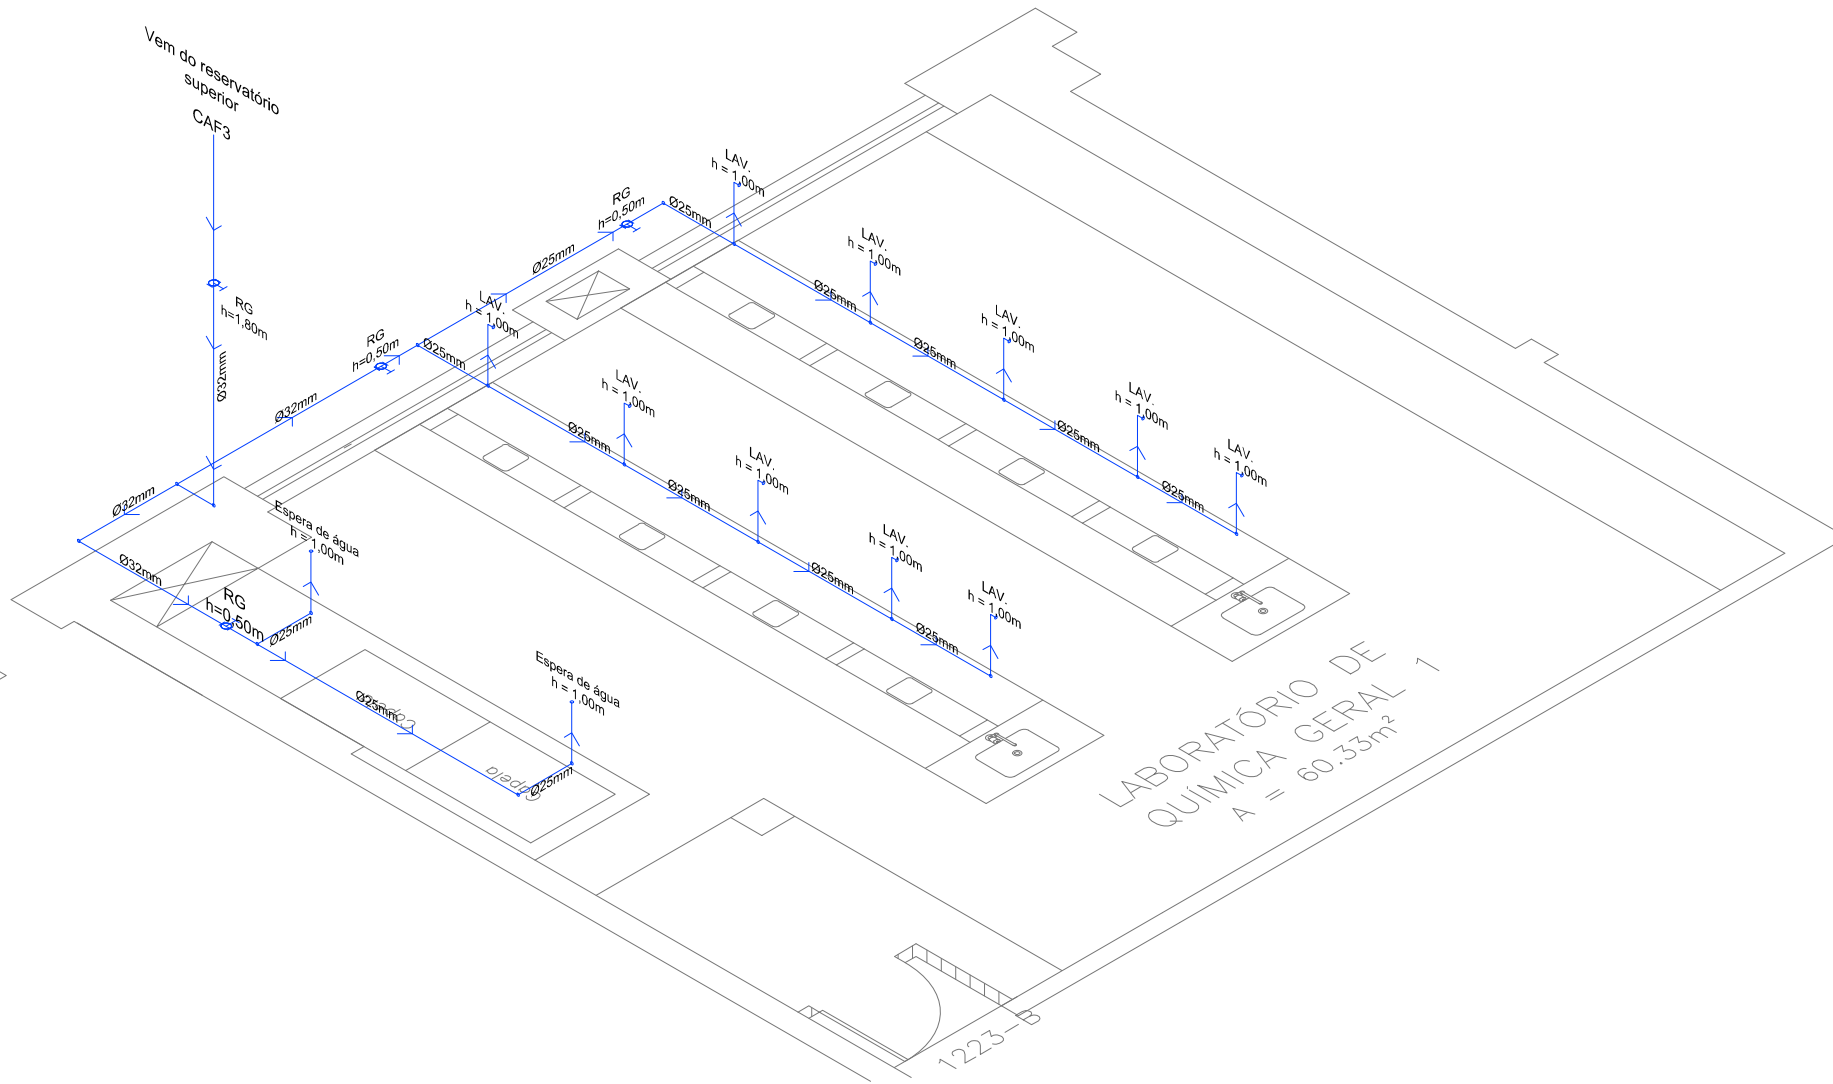 Vem do reservatório
superior
CAF3
RG
h=1,80m
Ø32mm
Ø32mm
RG
h=0,50m
Ø25mm
RG
h=0,50m
Ø25mm
LAV.
h = 1,00m
Ø25mm
LAV.
h = 1,00m
Ø25mm
LAV.
h = 1,00m
Ø25mm
LAV.
h = 1,00m
Ø25mm
LAV.
h = 1,00m
Ø25mm
LAV.
h = 1,00m
Ø25mm
LAV.
h = 1,00m
Ø25mm
LAV.
h = 1,00m
Ø25mm
LAV.
h = 1,00m
Ø25mm
LAV.
h = 1,00m
Ø32mm
Ø32mm
RG
h=0,50m
Espera de água
h = 1,00m
Ø25mm
Ø25mm
Espera de água
h = 1,00m
Ø25mm
Capela
Capela
LABORATÓRIO DE
QUÍMICA GERAL 1
A = 60.33m²
1223-B